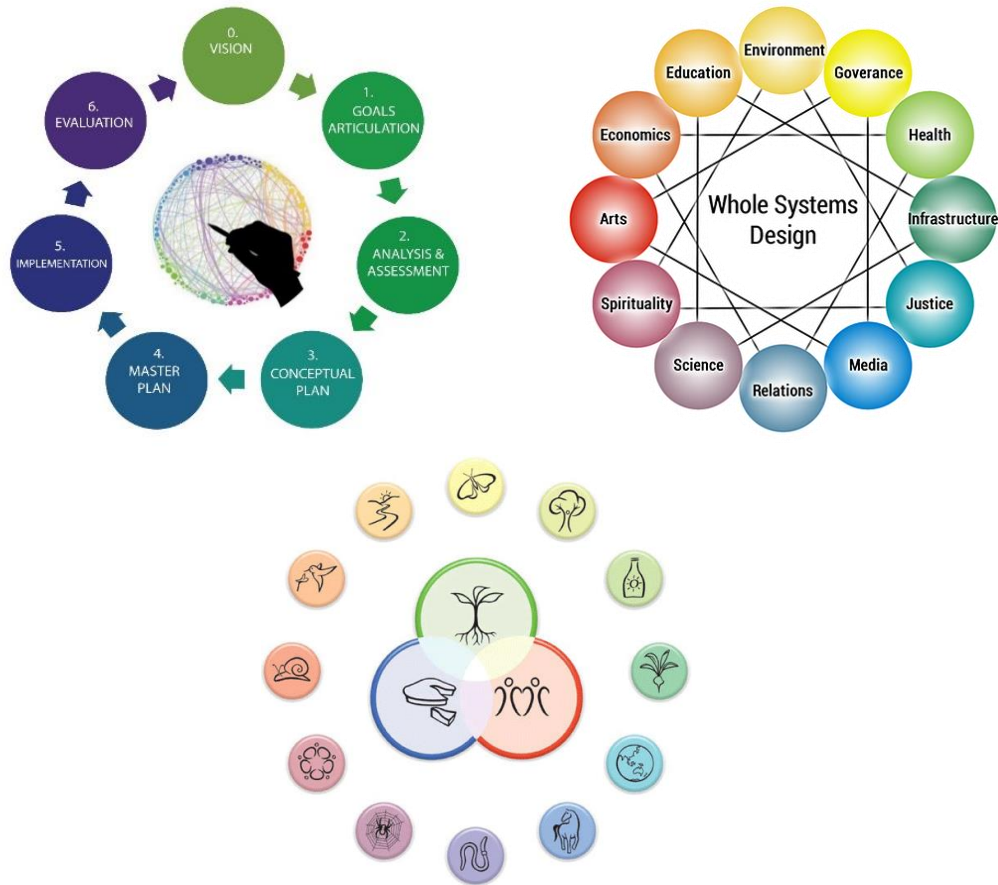 0.
VISION
1.
GOALS
ARTICULATION
2.
ANALYSIS &
ASSESSMENT
3.
CONCEPTUAL
PLAN
4.
MASTER
PLAN
5.
IMPLEMENTATION
6.
EVALUATION
Environment
Goverance
Health
Infrastructure
Justice
Media
Relations
Science
Spirituality
Arts
Economics
Education
Whole Systems
Design